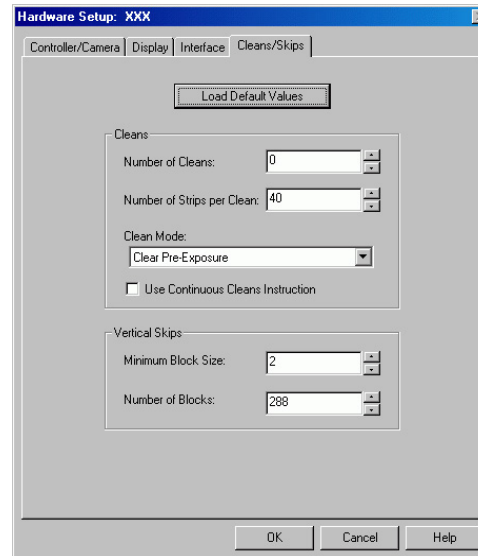 Hardware Setup: XXX
Controller/Camera Display Interface Cleans/Skips
Load Default Values
Cleans
Number of Cleans: 0
Number of Strips per Clean: 40
Clean Mode:
Clear Pre-Exposure
Use Continuous Cleans Instruction
Vertical Skips
Minimum Block Size: 2
Number of Blocks: 288
OK Cancel Help